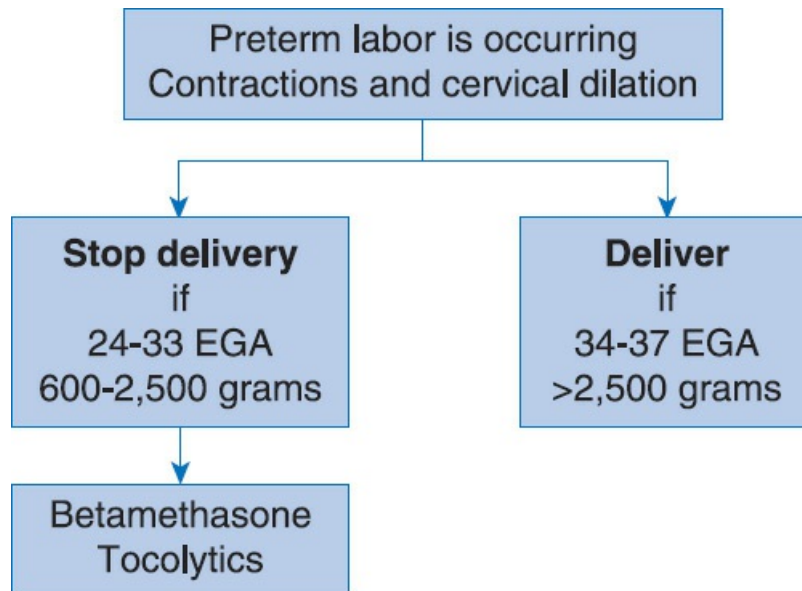 Preterm labor is occurring
Contractions and cervical dilation
Stop delivery
if
24-33 EGA
600-2,500 grams
Deliver
if
34-37 EGA
>2,500 grams
Betamethasone
Tocolytics